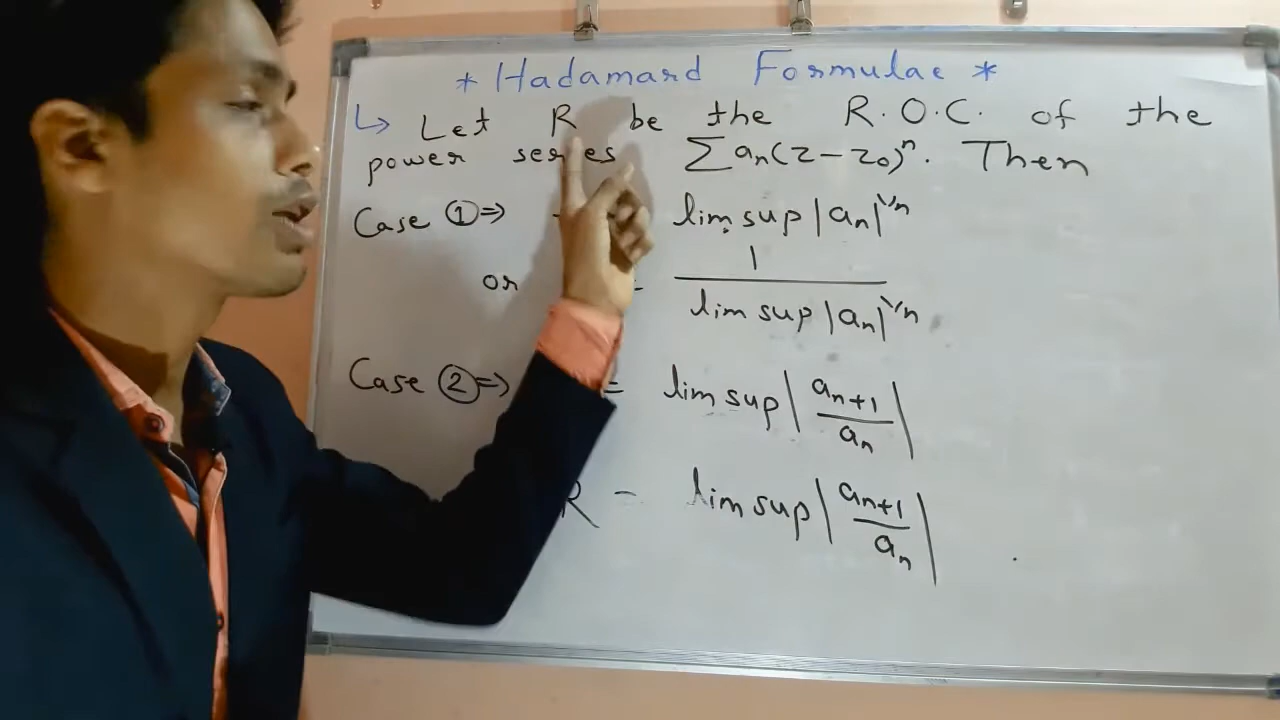 * Hadamard Formulae *
↳ Let R be the R.O.C. of the
power series ∑ aₙ(z-z₀)ⁿ. Then
Case ①⇒ lim sup |aₙ|^1/n
or = 1 / lim sup |aₙ|^1/n
Case ②⇒ = lim sup | aₙ₊₁ / aₙ |
R = lim sup | aₙ₊₁ / aₙ |